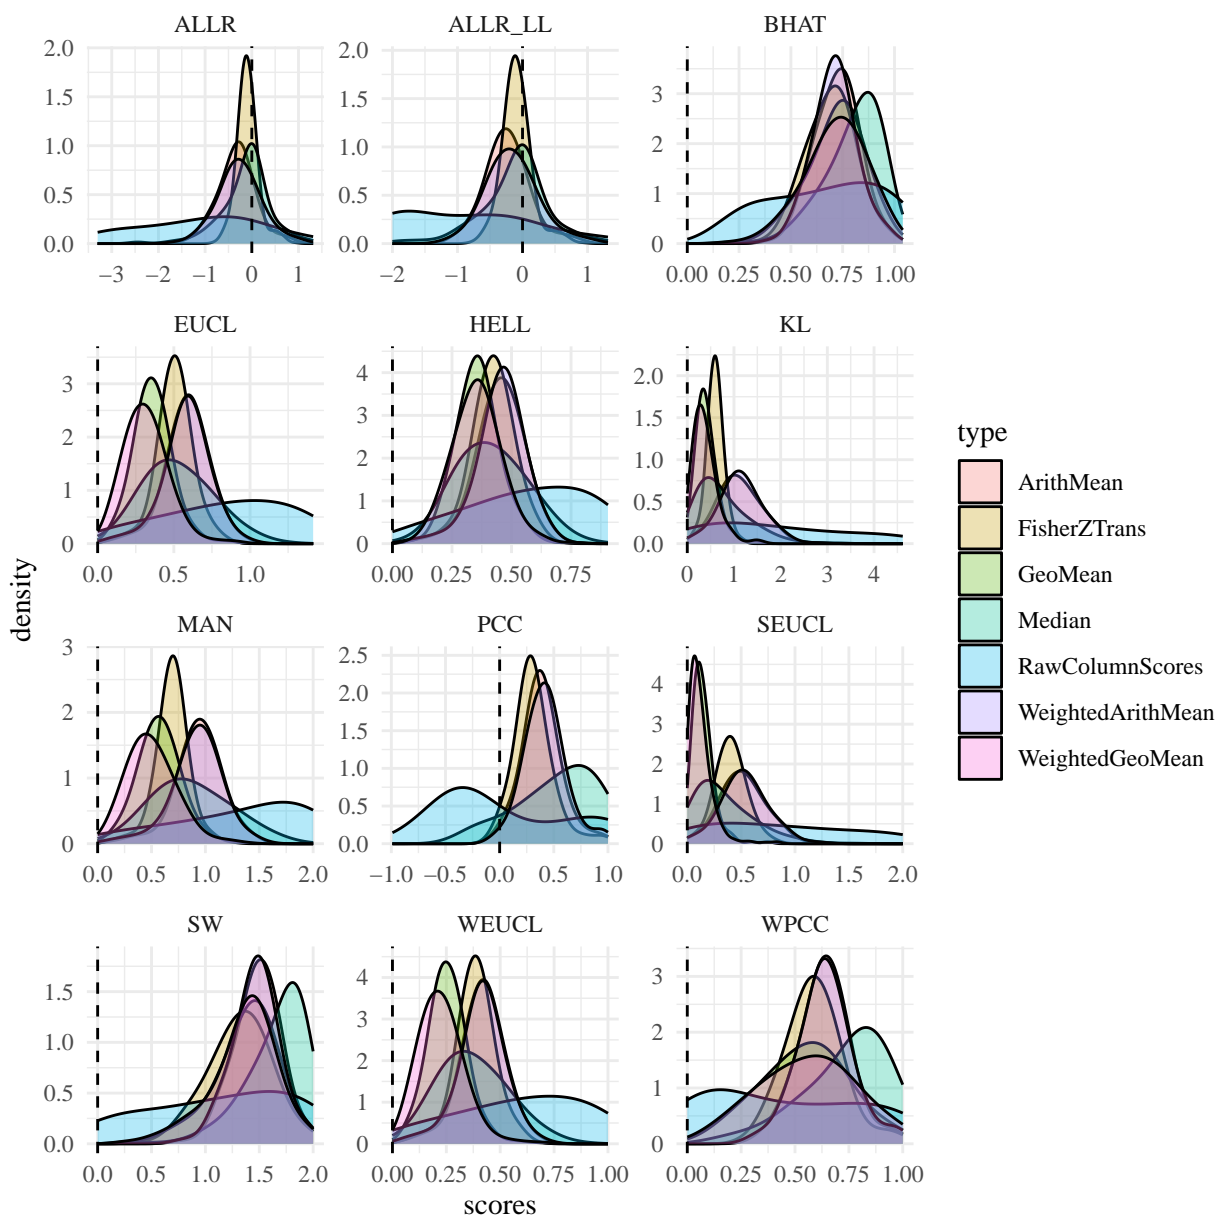 ALLR
ALLR_LL
BHAT
2.0
1.5
1.0
0.5
0.0
−3 −2 −1 0 1
2.0
1.5
1.0
0.5
0.0
−2 −1 0 1
3
2
1
0
0.00 0.25 0.50 0.75 1.00
EUCL
HELL
KL
3
2
1
0
0.0 0.5 1.0
4
3
2
1
0
0.00 0.25 0.50 0.75
2.0
1.5
1.0
0.5
0.0
0 1 2 3 4
MAN
PCC
SEUCL
3
2
1
0
0.0 0.5 1.0 1.5 2.0
2.5
2.0
1.5
1.0
0.5
0.0
−1.0 −0.5 0.0 0.5 1.0
4
3
2
1
0
0.0 0.5 1.0 1.5 2.0
SW
WEUCL
WPCC
1.5
1.0
0.5
0.0
0.0 0.5 1.0 1.5 2.0
4
3
2
1
0
0.00 0.25 0.50 0.75 1.00
3
2
1
0
0.00 0.25 0.50 0.75 1.00
density
scores
type
ArithMean
FisherZTrans
GeoMean
Median
RawColumnScores
WeightedArithMean
WeightedGeoMean